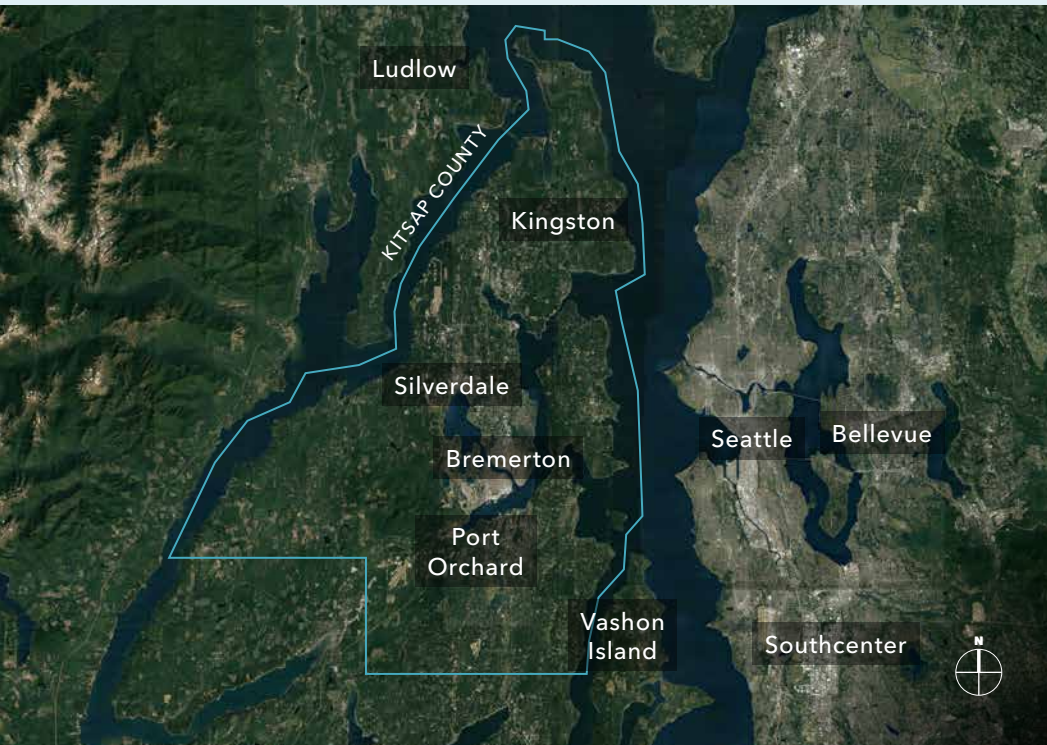 Ludlow
KITSAP COUNTY
Kingston
Silverdale
Bremerton
Seattle
Bellevue
Port
Orchard
Vashon
Island
Southcenter
N